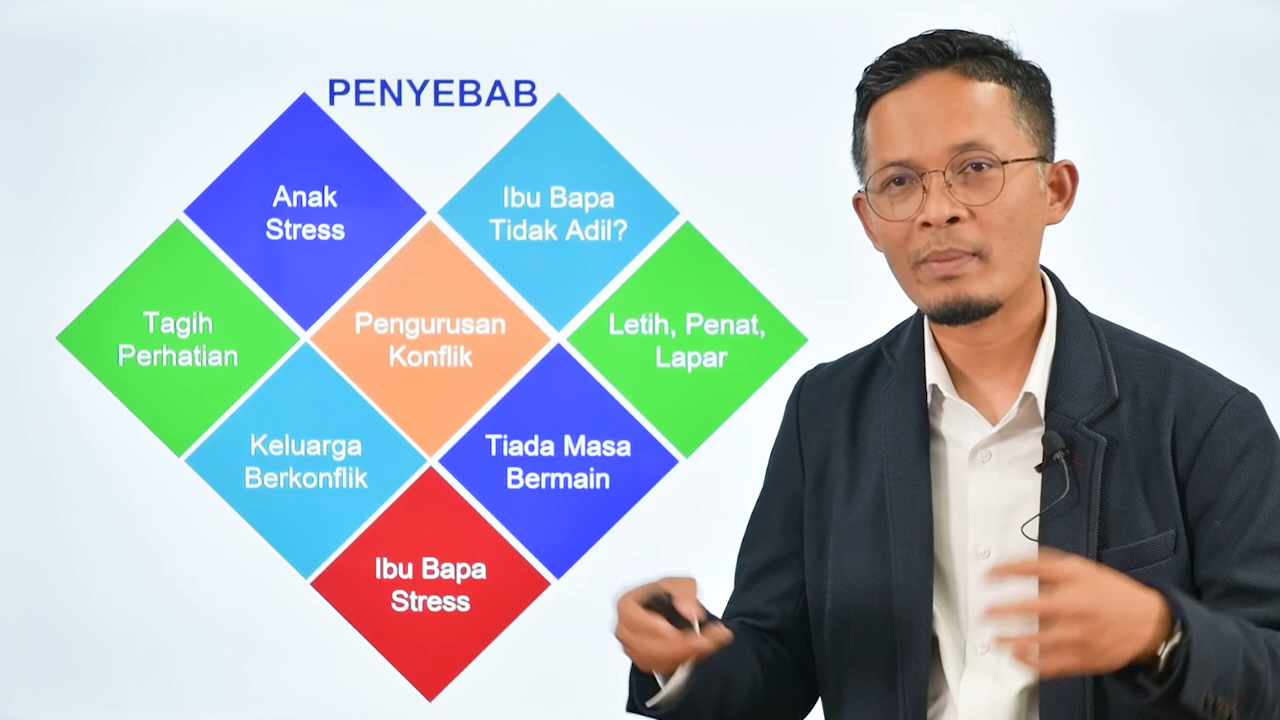 PENYEBAB
Anak
Stress
Ibu Bapa
Tidak Adil?
Tagih
Perhatian
Pengurusan
Konflik
Letih, Penat,
Lapar
Keluarga
Berkonflik
Tiada Masa
Bermain
Ibu Bapa
Stress